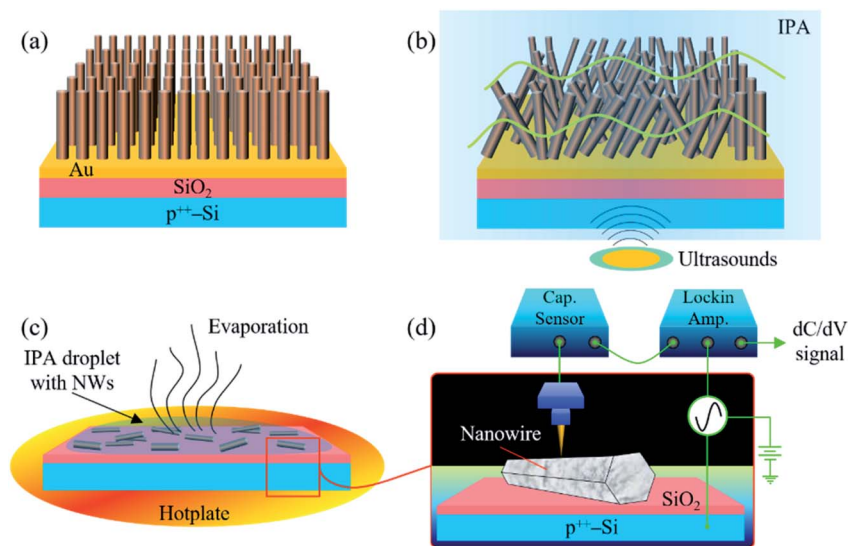 (a)
Au
SiO₂
p⁺⁺–Si
(b)
IPA
Ultrasounds
(c)
Evaporation
IPA droplet
with NWs
Hotplate
(d)
Cap.
Sensor
Lockin
Amp.
dC/dV
signal
Nanowire
SiO₂
p⁺⁺–Si